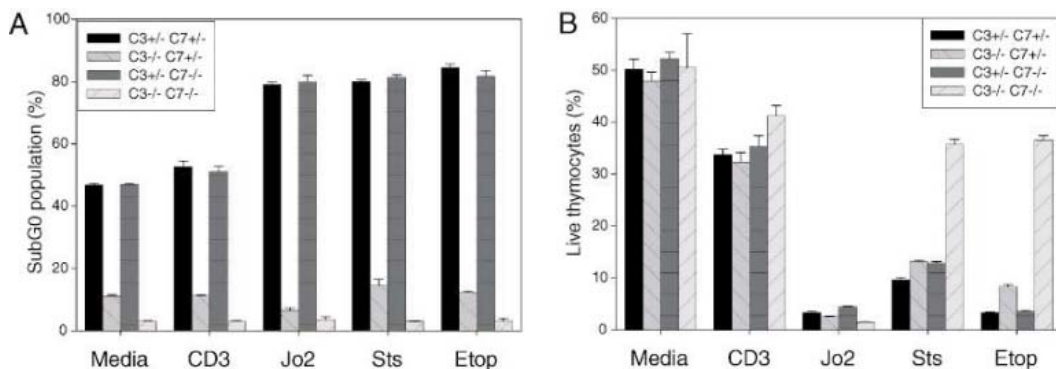 A
SubG0 population (%)
100
80
60
40
20
0
C3+/- C7+/-
C3-/- C7+/-
C3+/- C7-/-
C3-/- C7-/-
Media CD3 Jo2 Sts Etop
B
Live thymocytes (%)
60
50
40
30
20
10
0
C3+/- C7+/-
C3-/- C7+/-
C3+/- C7-/-
C3-/- C7-/-
Media CD3 Jo2 Sts Etop